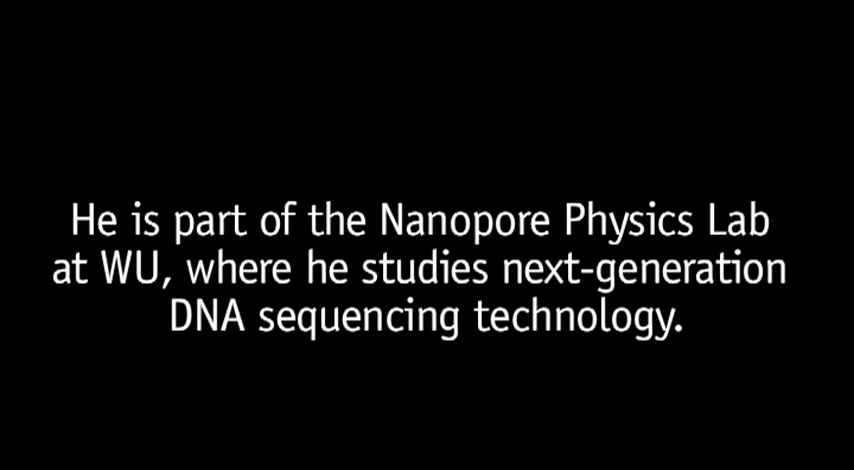 He is part of the Nanopore Physics Lab
at WU, where he studies next-generation
DNA sequencing technology.